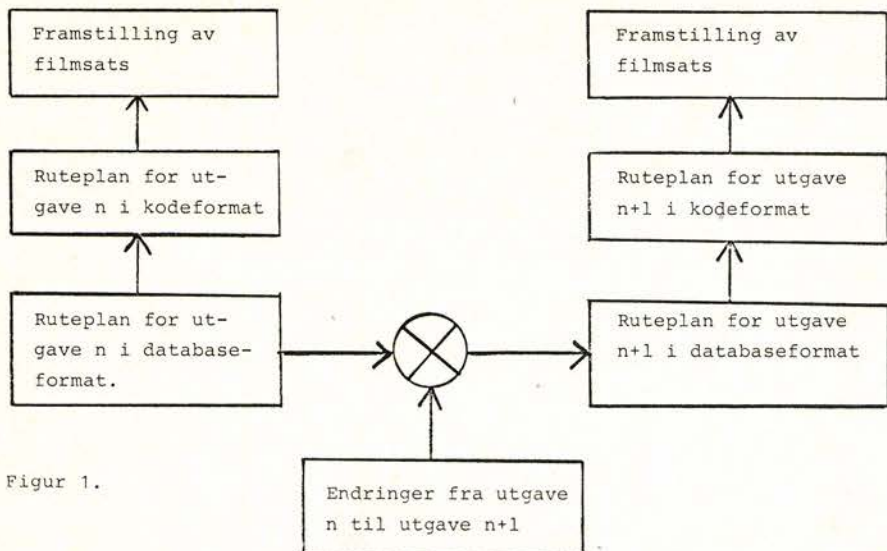 Framstilling av
filmsats
Framstilling av
filmsats
Ruteplan for ut-
gave n i kodeformat
Ruteplan for utgave
n+1 i kodeformat
Ruteplan for ut-
gave n i database-
format.
Ruteplan for utgave
n+1 i databaseformat
Figur 1.
Endringer fra utgave
n til utgave n+1